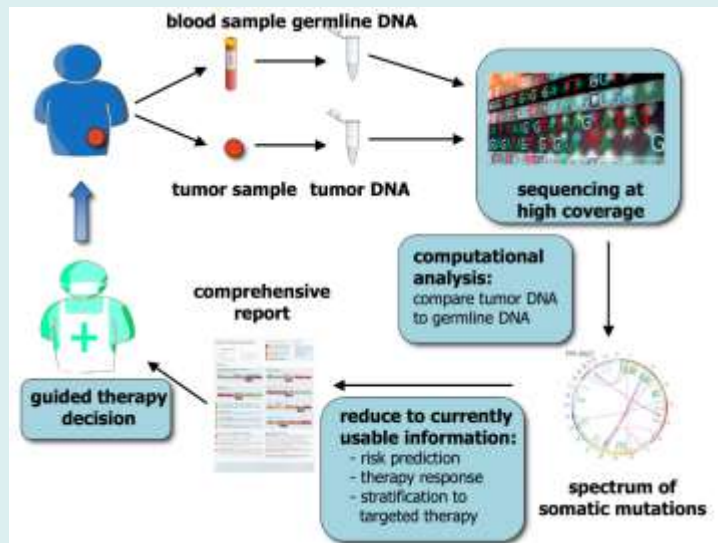 blood sample germline DNA
tumor sample tumor DNA
sequencing at
high coverage
computational
analysis:
compare tumor DNA
to germline DNA
comprehensive
report
guided therapy
decision
reduce to currently
usable information:
- risk prediction
- therapy response
- stratification to
targeted therapy
spectrum of
somatic mutations